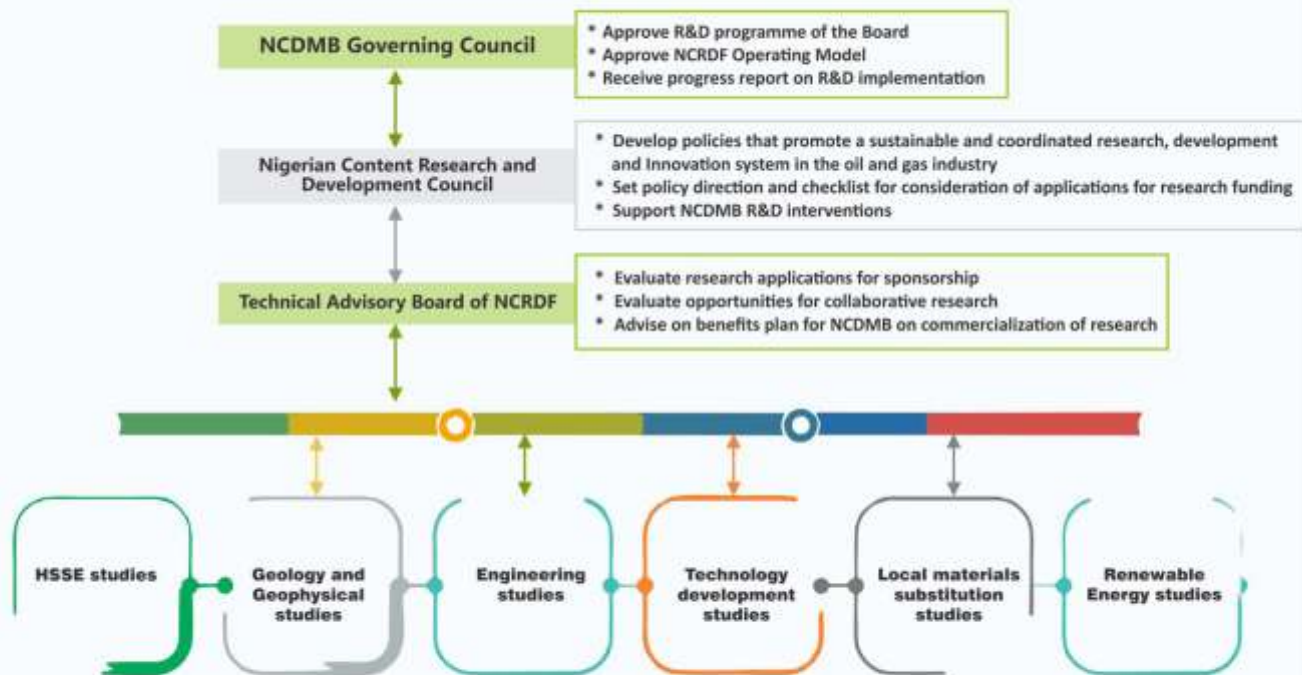 NCDMB Governing Council
* Approve R&D programme of the Board
* Approve NCRDF Operating Model
* Receive progress report on R&D implementation
Nigerian Content Research and
Development Council
* Develop policies that promote a sustainable and coordinated research, development
and Innovation system in the oil and gas industry
* Set policy direction and checklist for consideration of applications for research funding
* Support NCDMB R&D interventions
Technical Advisory Board of NCRDF
* Evaluate research applications for sponsorship
* Evaluate opportunities for collaborative research
* Advise on benefits plan for NCDMB on commercialization of research
HSSE studies
Geology and
Geophysical
studies
Engineering
studies
Technology
development
studies
Local materials
substitution
studies
Renewable
Energy studies